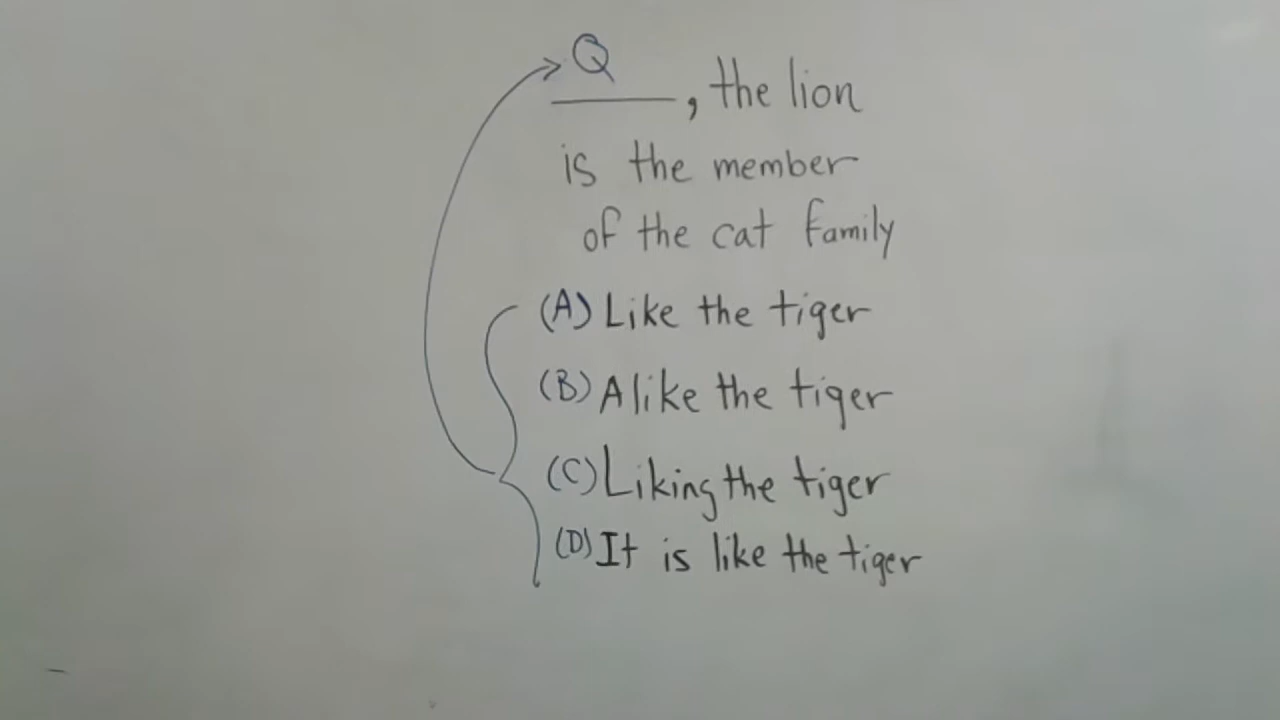 Q
______, the lion
is the member
of the cat family
(A) Like the tiger
(B) Alike the tiger
(C) Liking the tiger
(D) It is like the tiger